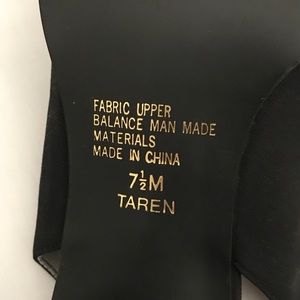 FABRIC UPPER
BALANCE MAN MADE
MATERIALS
MADE IN CHINA
7½M
TAREN